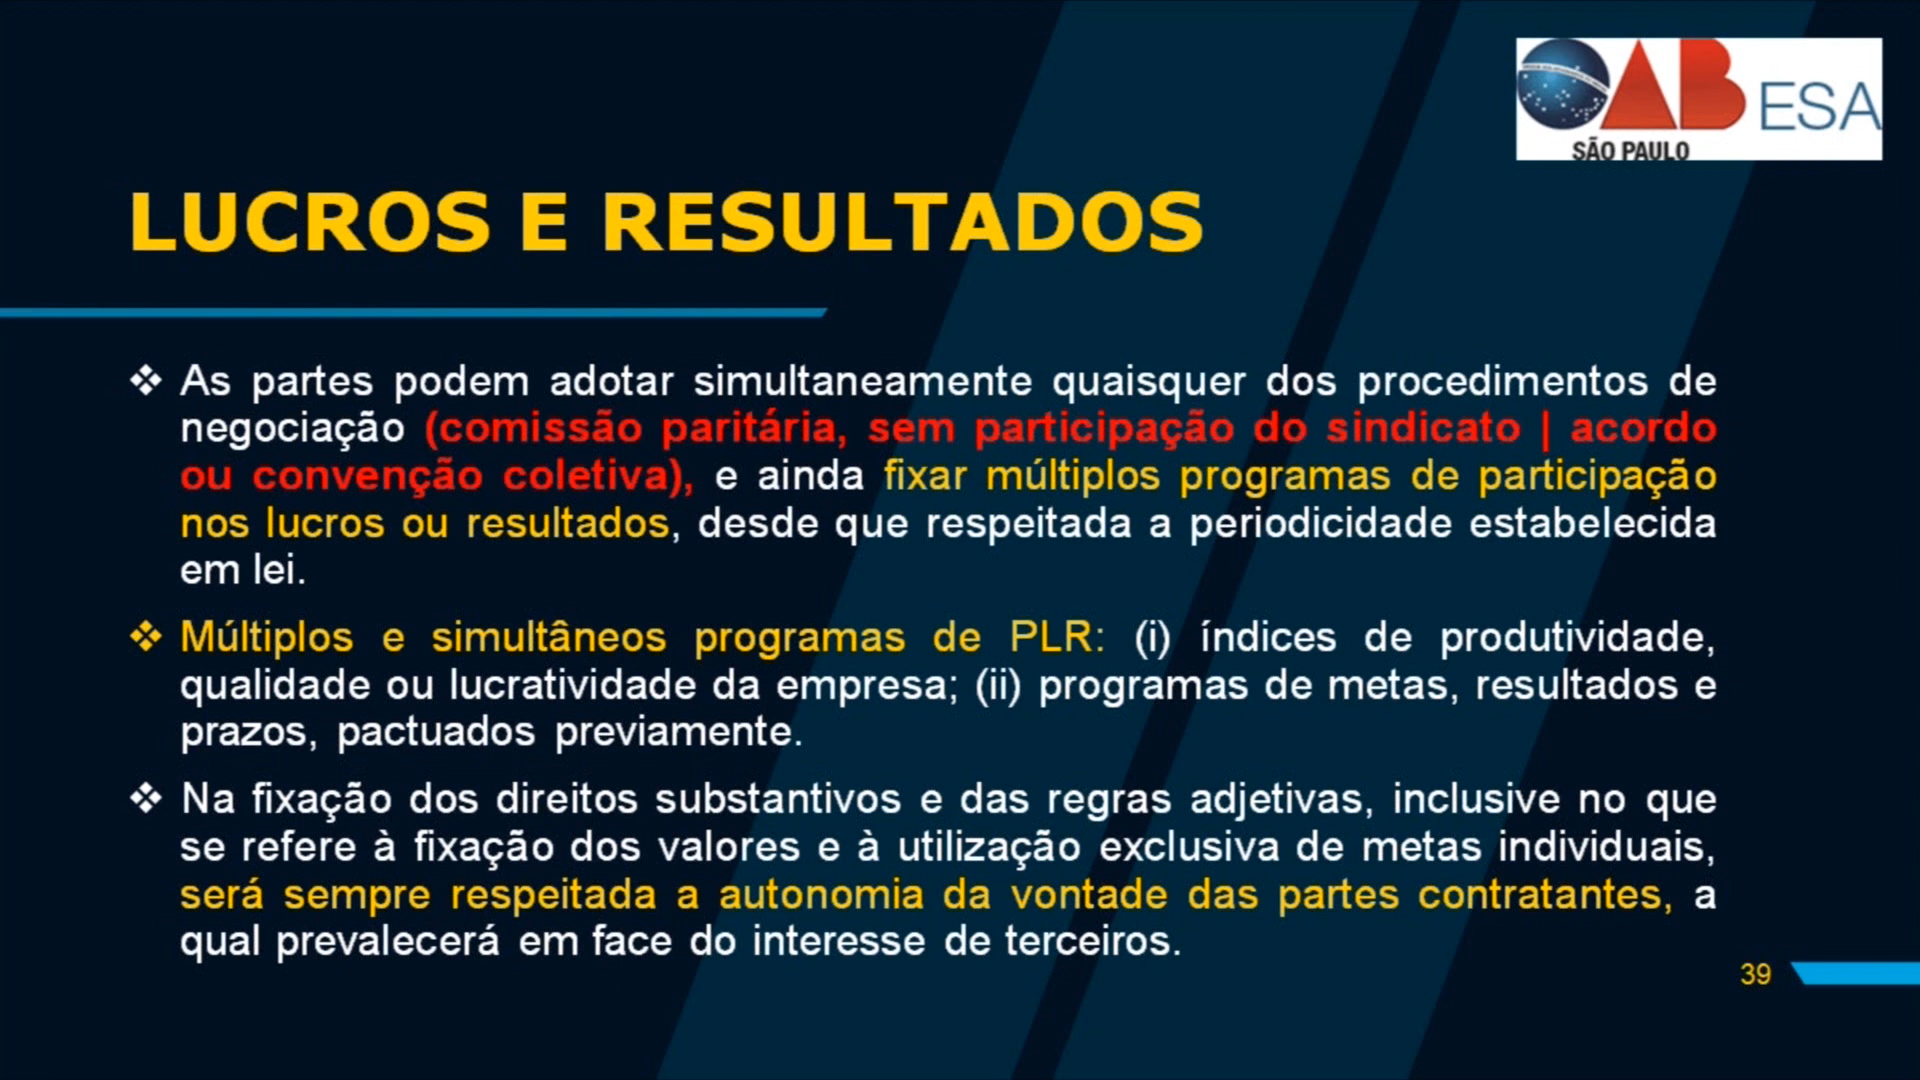 OAB ESA
SÃO PAULO
LUCROS E RESULTADOS
❖ As partes podem adotar simultaneamente quaisquer dos procedimentos de
negociação (comissão paritária, sem participação do sindicato | acordo
ou convenção coletiva), e ainda fixar múltiplos programas de participação
nos lucros ou resultados, desde que respeitada a periodicidade estabelecida
em lei.
❖ Múltiplos e simultâneos programas de PLR: (i) índices de produtividade,
qualidade ou lucratividade da empresa; (ii) programas de metas, resultados e
prazos, pactuados previamente.
❖ Na fixação dos direitos substantivos e das regras adjetivas, inclusive no que
se refere à fixação dos valores e à utilização exclusiva de metas individuais,
será sempre respeitada a autonomia da vontade das partes contratantes, a
qual prevalecerá em face do interesse de terceiros.
39